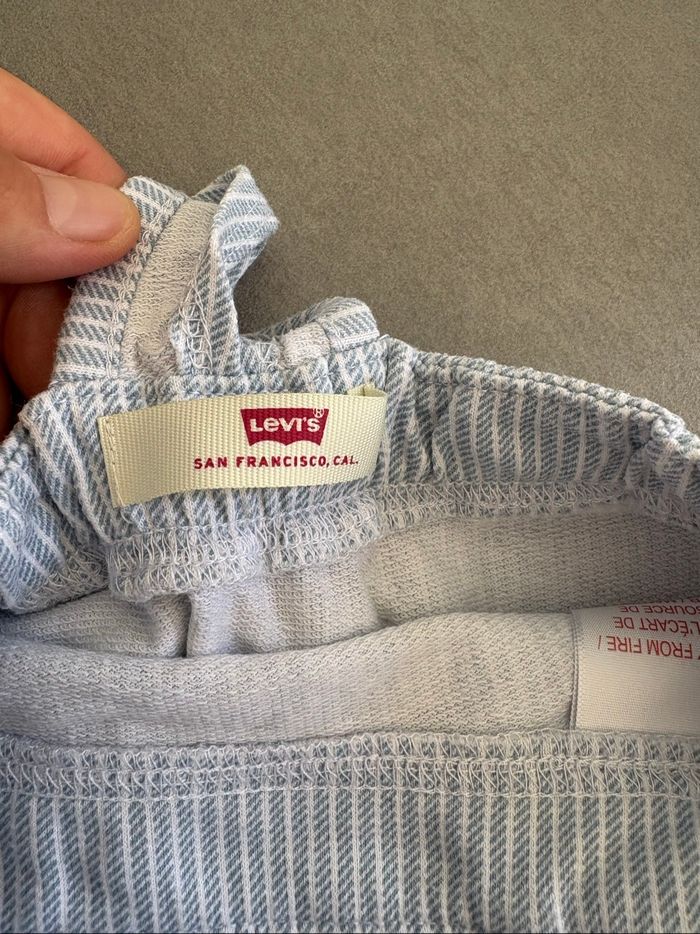 LEVI'S®
SAN FRANCISCO, CAL.
FROM FIRE /
L'ÉCART DE
SOURCE DE